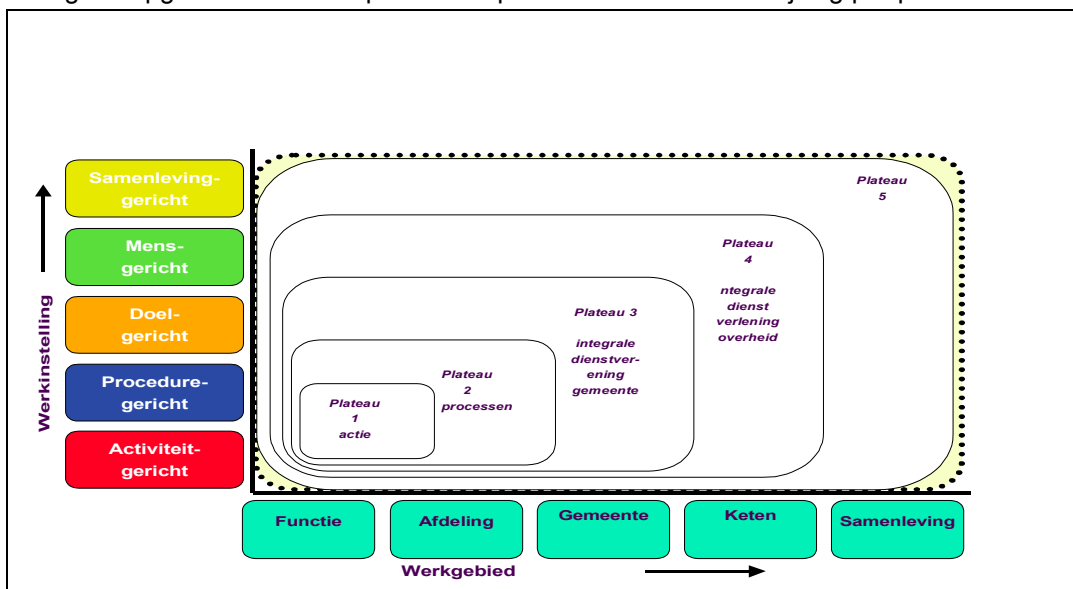 Samenleving-
gericht
Mens-
gericht
Doel-
gericht
Procedure-
gericht
Activiteit-
gericht
Werkinstelling
Plateau
5
Plateau
4
ntegrale
dienst
verlening
overheid
Plateau 3
integrale
dienstver-
ening
gemeente
Plateau
2
processen
Plateau
1
actie
Functie
Afdeling
Gemeente
Keten
Samenleving
Werkgebied